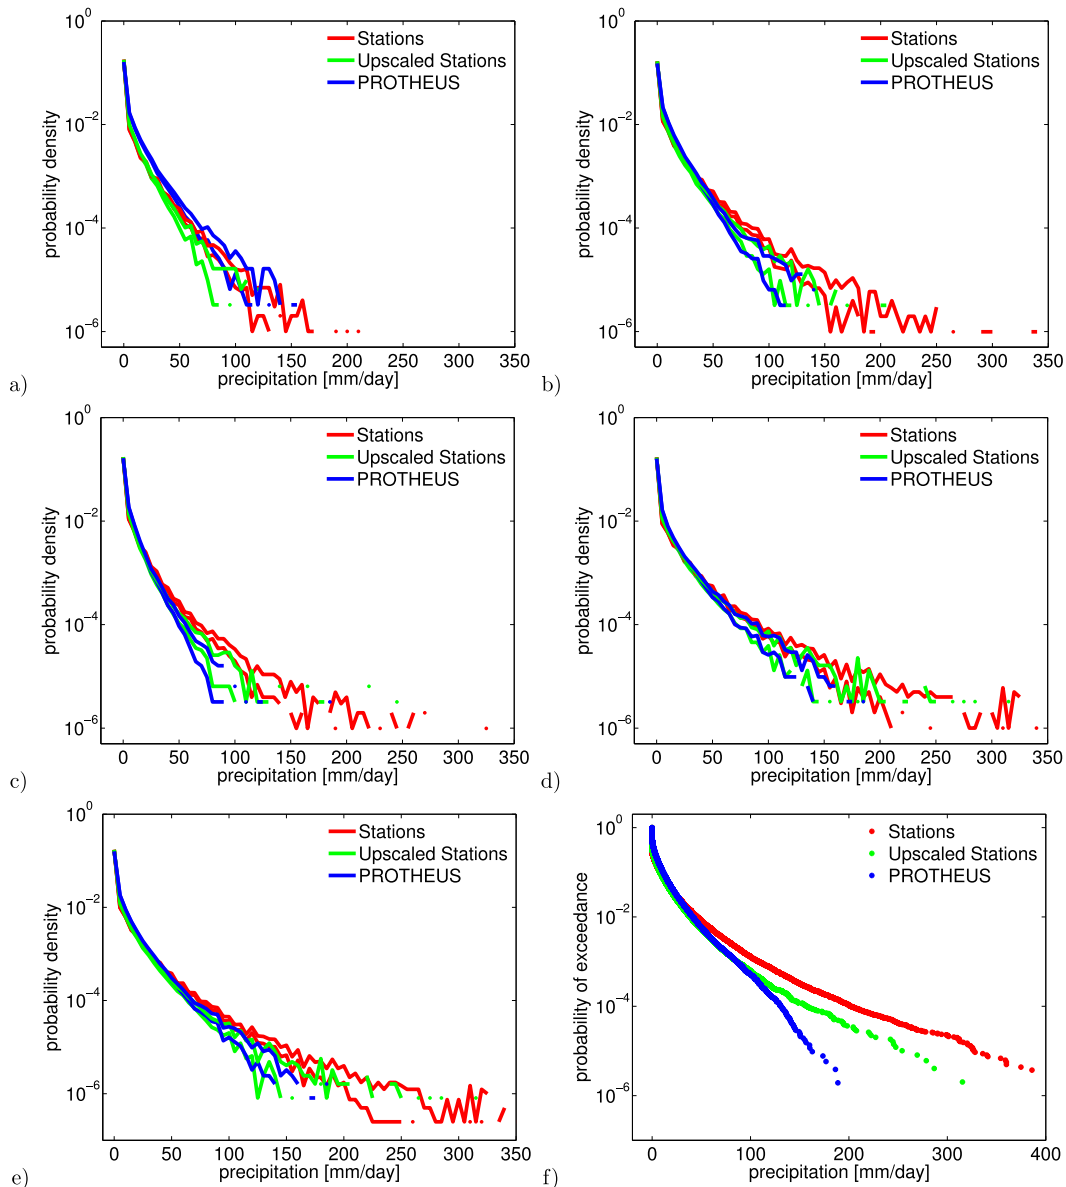 10^0
10^−2
10^−4
10^−6
probability density
Stations
Upscaled Stations
PROTHEUS
0 50 100 150 200 250 300 350
precipitation [mm/day]
a)
10^0
10^−2
10^−4
10^−6
probability density
Stations
Upscaled Stations
PROTHEUS
0 50 100 150 200 250 300 350
precipitation [mm/day]
b)
10^0
10^−2
10^−4
10^−6
probability density
Stations
Upscaled Stations
PROTHEUS
0 50 100 150 200 250 300 350
precipitation [mm/day]
c)
10^0
10^−2
10^−4
10^−6
probability density
Stations
Upscaled Stations
PROTHEUS
0 50 100 150 200 250 300 350
precipitation [mm/day]
d)
10^0
10^−2
10^−4
10^−6
probability density
Stations
Upscaled Stations
PROTHEUS
0 50 100 150 200 250 300 350
precipitation [mm/day]
e)
10^0
10^−2
10^−4
10^−6
probability of exceedance
Stations
Upscaled Stations
PROTHEUS
0 100 200 300 400
precipitation [mm/day]
f)